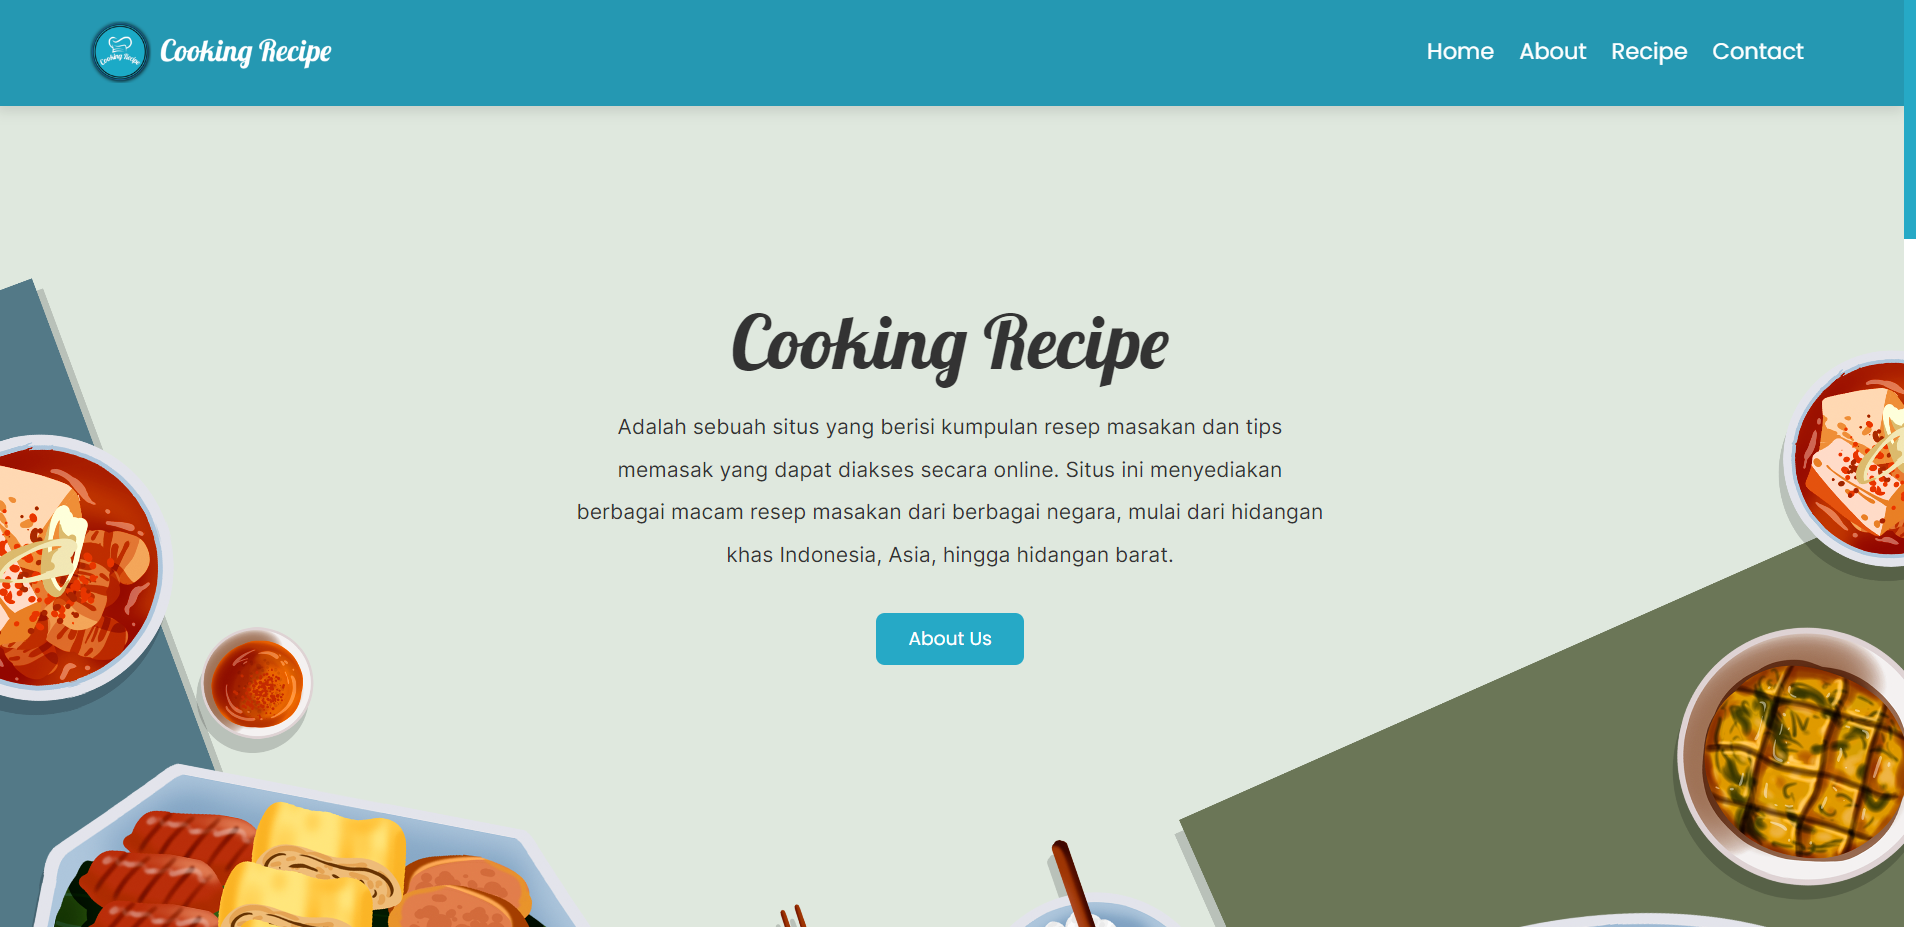 Cooking Recipe
Cooking Recipe
Home About Recipe Contact
Cooking Recipe
Adalah sebuah situs yang berisi kumpulan resep masakan dan tips
memasak yang dapat diakses secara online. Situs ini menyediakan
berbagai macam resep masakan dari berbagai negara, mulai dari hidangan
khas Indonesia, Asia, hingga hidangan barat.
About Us